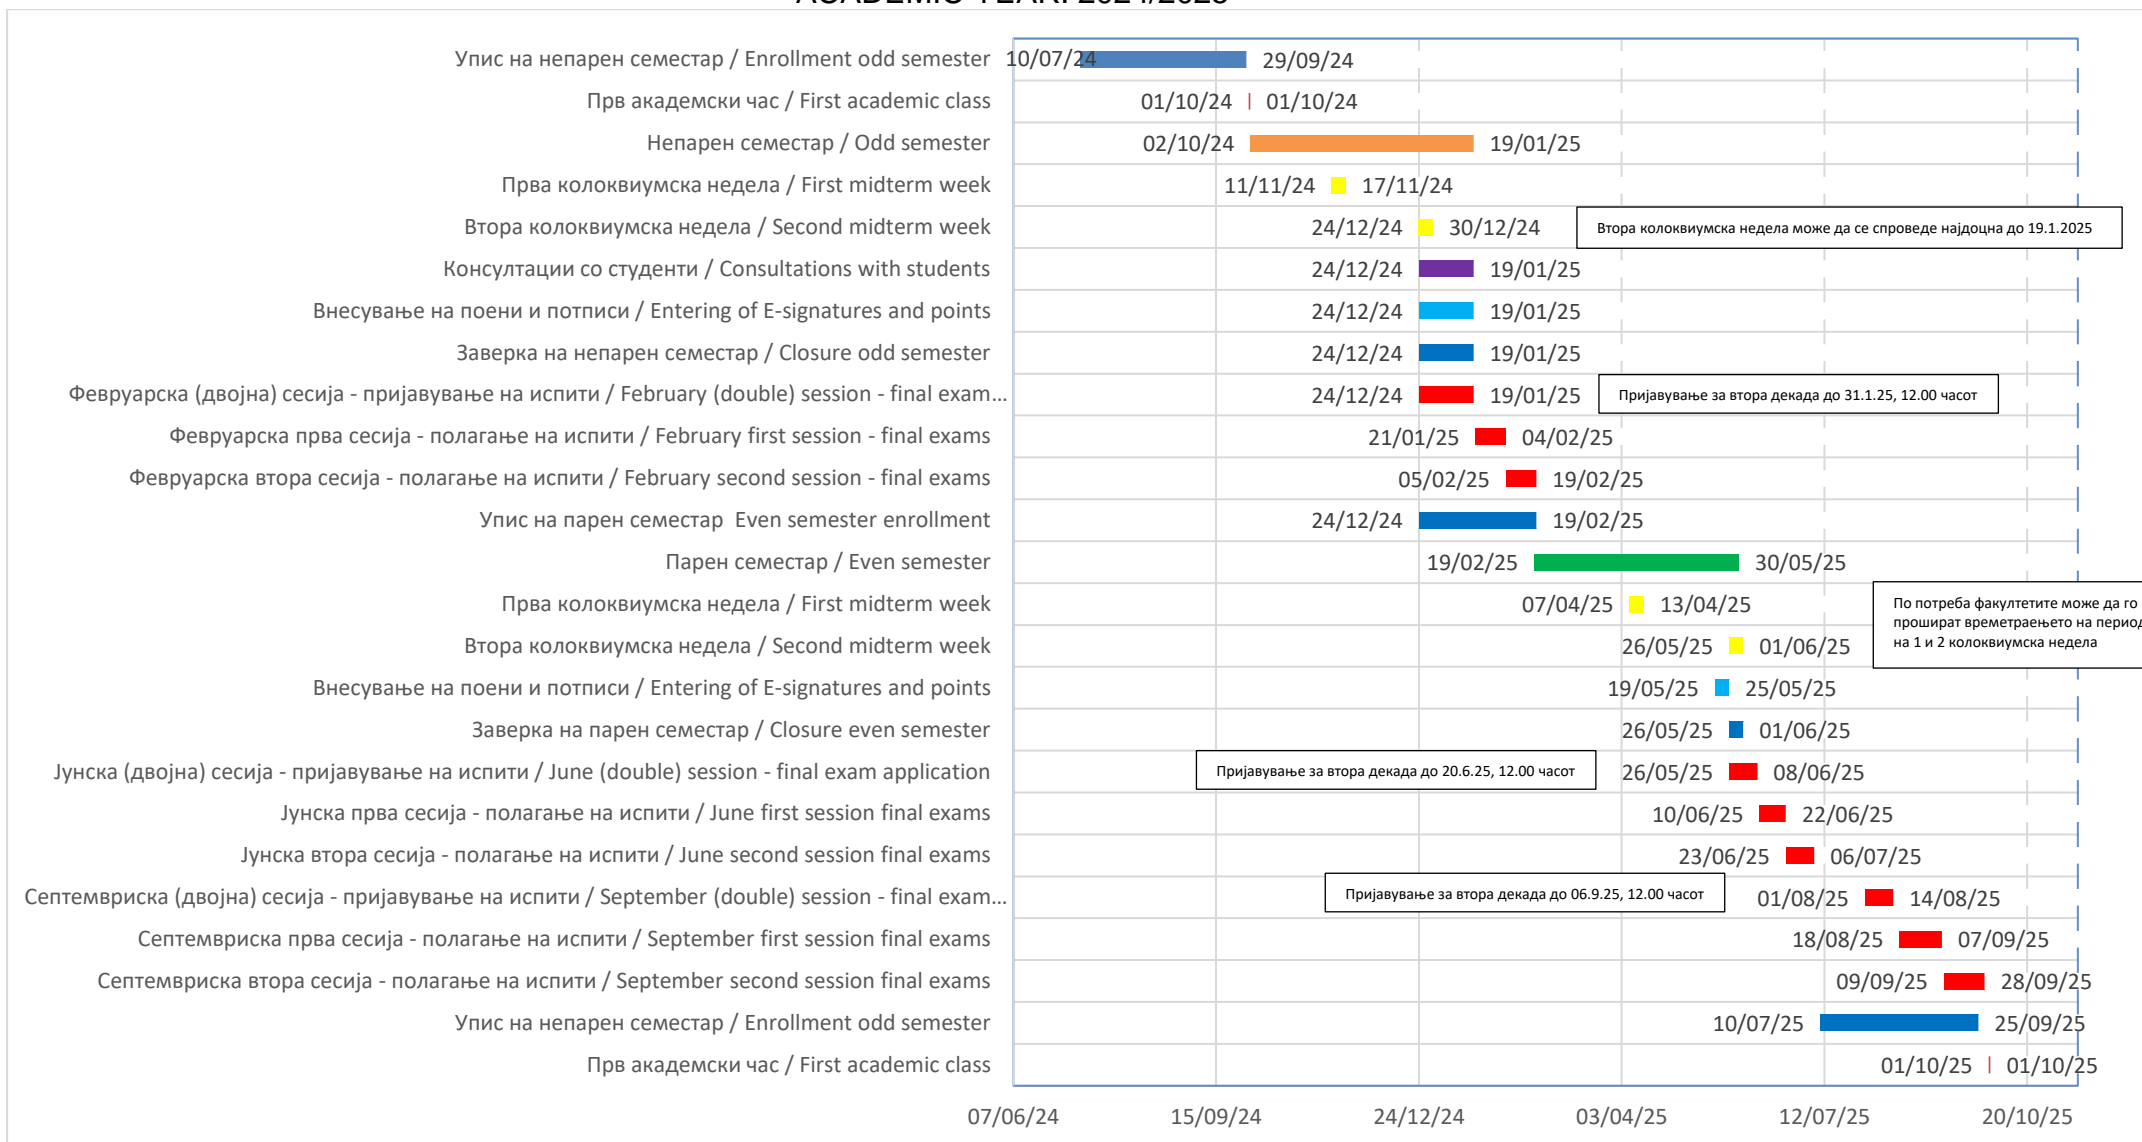 ACADEMIC YEAR: 2024/2025
Упис на непарен семестар / Enrollment odd semester 10/07/24 29/09/24
Прв академски час / First academic class 01/10/24 01/10/24
Непарен семестар / Odd semester 02/10/24 19/01/25
Прва колоквиумска недела / First midterm week 11/11/24 17/11/24
Втора колоквиумска недела / Second midterm week 24/12/24 30/12/24 Втора колоквиумска недела може да се спроведе најдоцна до 19.1.2025
Консултации со студенти / Consultations with students 24/12/24 19/01/25
Внесување на поени и потписи / Entering of E-signatures and points 24/12/24 19/01/25
Заверка на непарен семестар / Closure odd semester 24/12/24 19/01/25
Февруарска (двојна) сесија - пријавување на испити / February (double) session - final exam... 24/12/24 19/01/25 Пријавување за втора декада до 31.1.25, 12.00 часот
Февруарска прва сесија - полагање на испити / February first session - final exams 21/01/25 04/02/25
Февруарска втора сесија - полагање на испити / February second session - final exams 05/02/25 19/02/25
Упис на парен семестар  Even semester enrollment 24/12/24 19/02/25
Парен семестар / Even semester 19/02/25 30/05/25
Прва колоквиумска недела / First midterm week 07/04/25 13/04/25
По потреба факултетите може да го
прошират времетраењето на период
на 1 и 2 колоквиумска недела
Втора колоквиумска недела / Second midterm week 26/05/25 01/06/25
Внесување на поени и потписи / Entering of E-signatures and points 19/05/25 25/05/25
Заверка на парен семестар / Closure even semester 26/05/25 01/06/25
Јунска (двојна) сесија - пријавување на испити / June (double) session - final exam application Пријавување за втора декада до 20.6.25, 12.00 часот 26/05/25 08/06/25
Јунска прва сесија - полагање на испити / June first session final exams 10/06/25 22/06/25
Јунска втора сесија - полагање на испити / June second session final exams 23/06/25 06/07/25
Септемвриска (двојна) сесија - пријавување на испити / September (double) session - final exam... Пријавување за втора декада до 06.9.25, 12.00 часот 01/08/25 14/08/25
Септемвриска прва сесија - полагање на испити / September first session final exams 18/08/25 07/09/25
Септемвриска втора сесија - полагање на испити / September second session final exams 09/09/25 28/09/25
Упис на непарен семестар / Enrollment odd semester 10/07/25 25/09/25
Прв академски час / First academic class 01/10/25 01/10/25
07/06/24 15/09/24 24/12/24 03/04/25 12/07/25 20/10/25